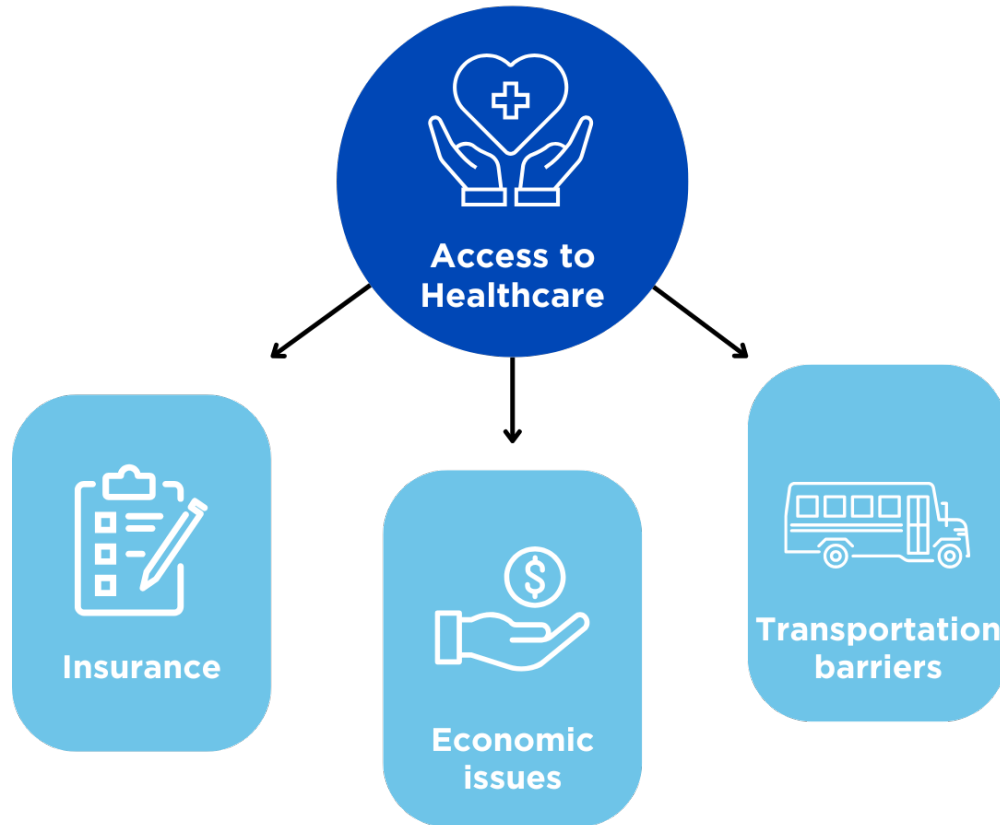 Access to
Healthcare
Insurance
Economic
issues
Transportation
barriers